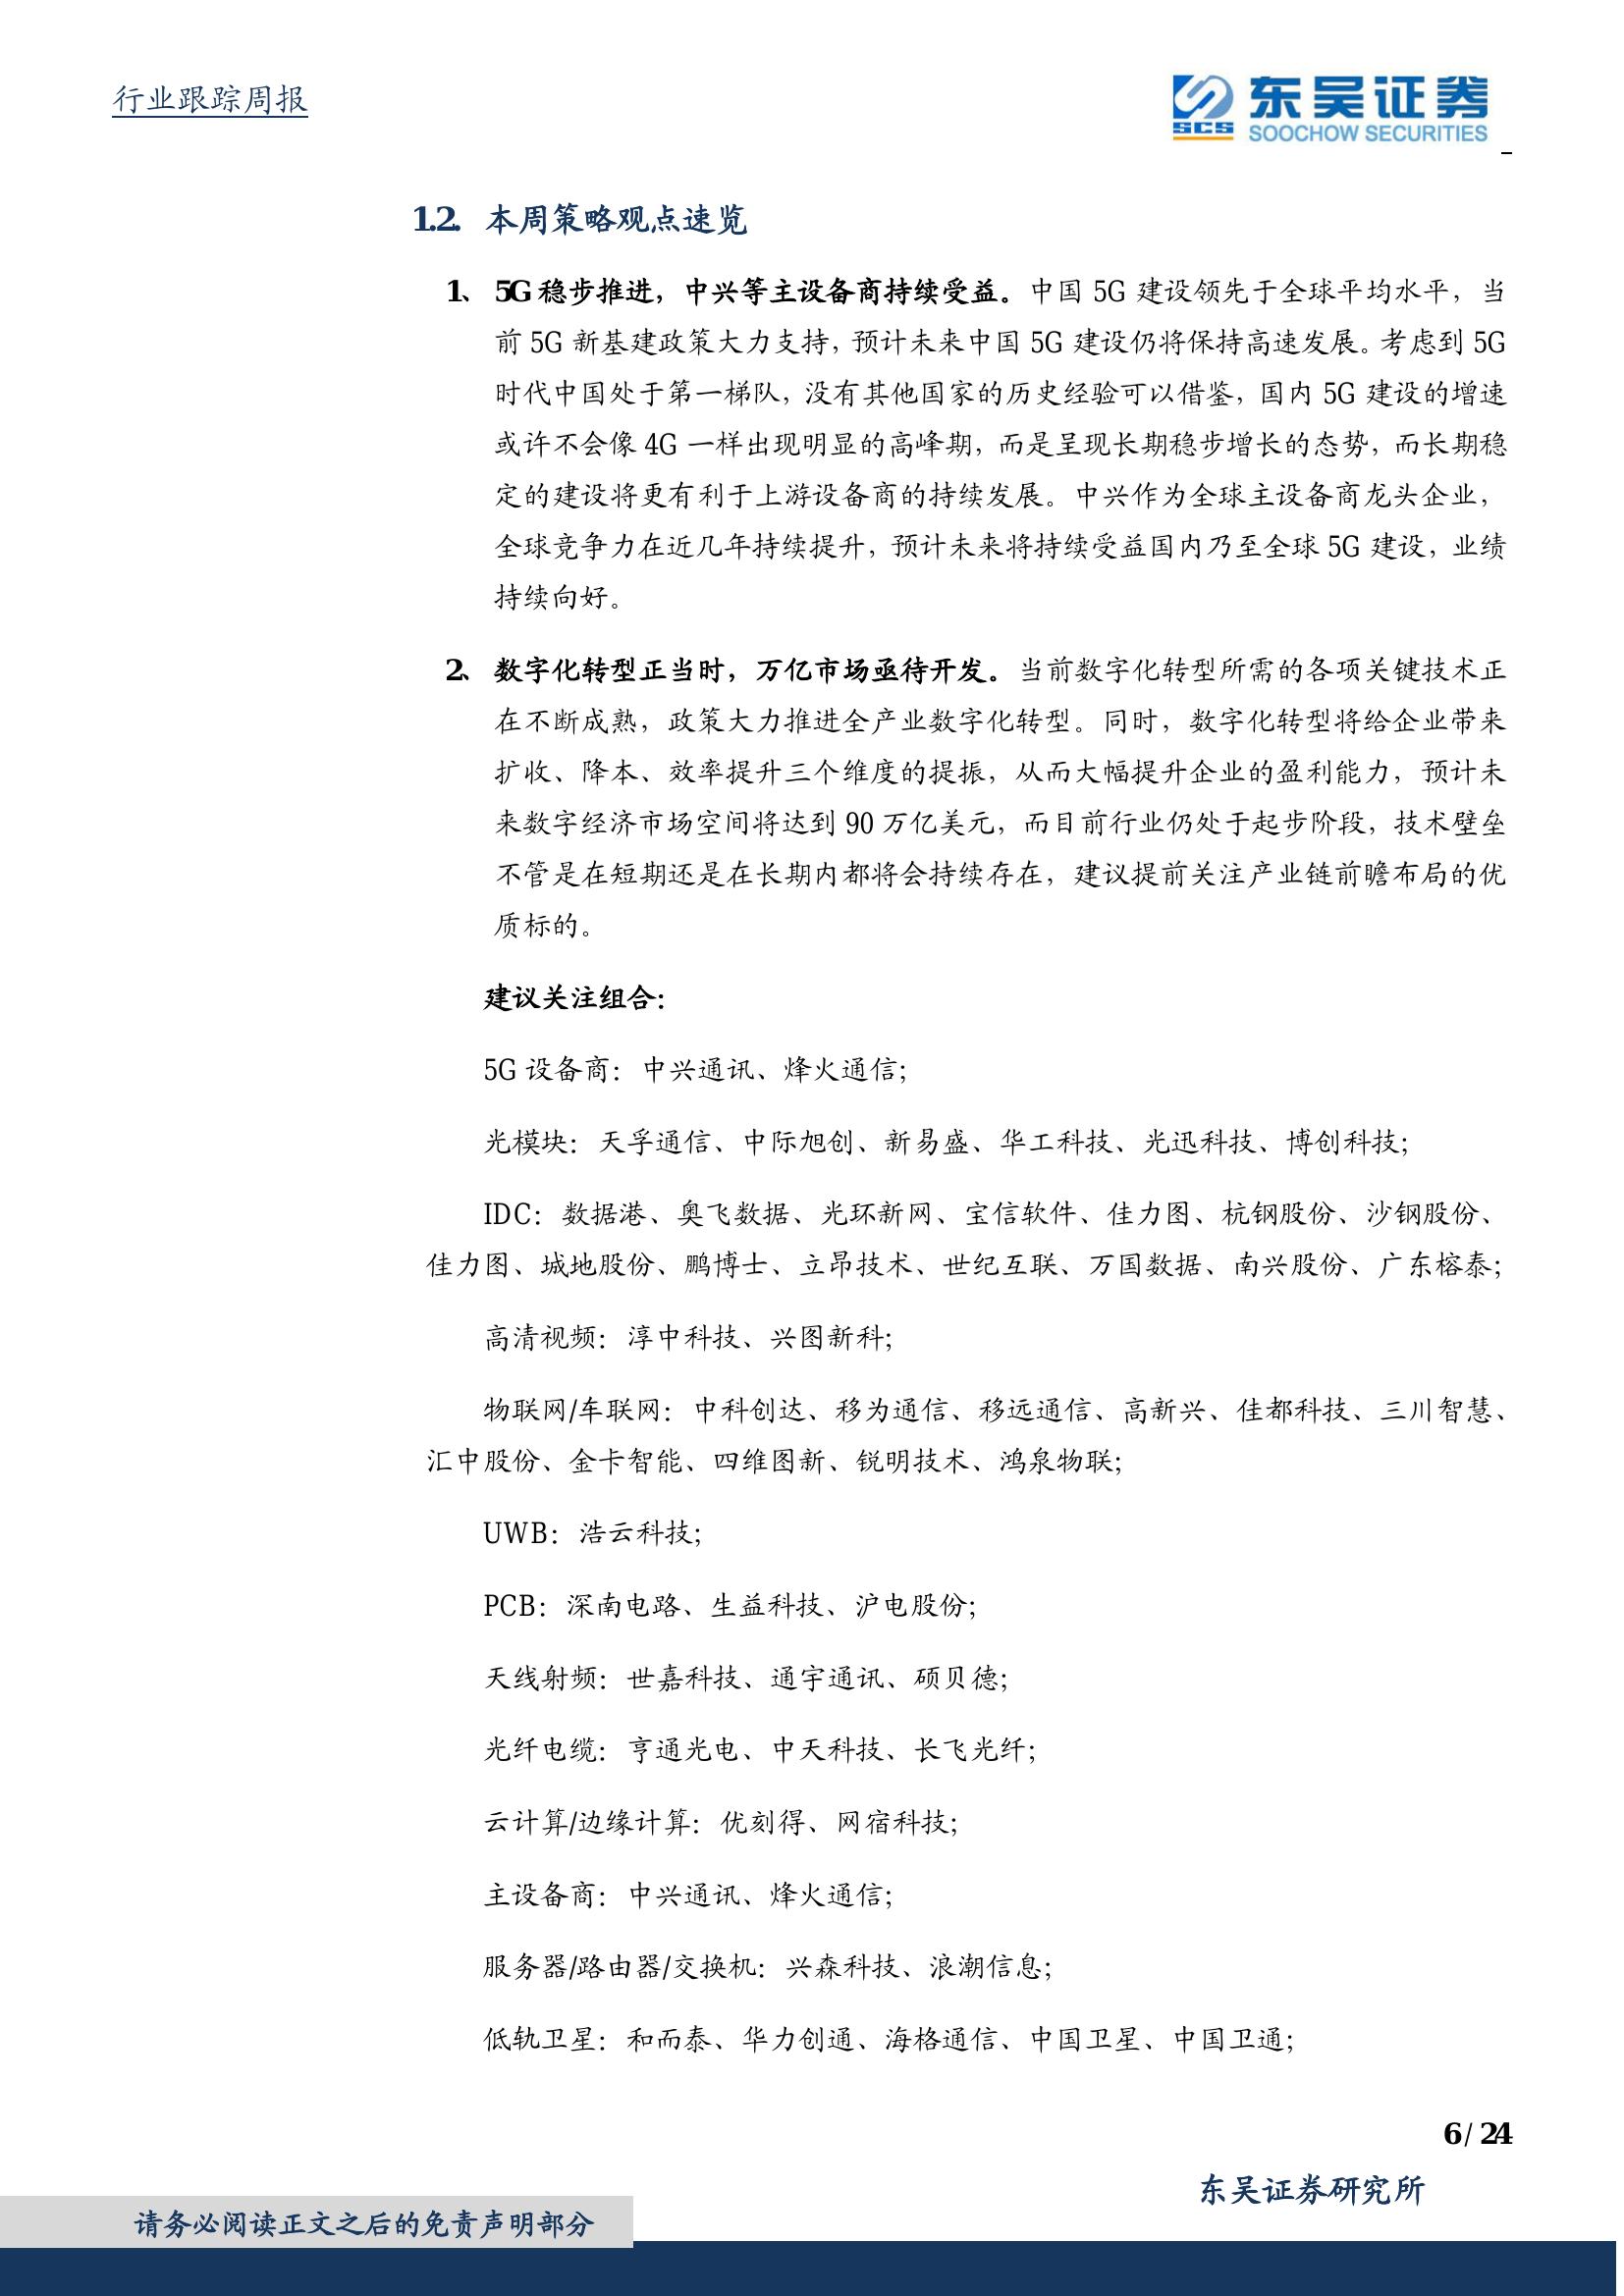 行业跟踪周报
东吴证券
SCS
SOOCHOW SECURITIES
1.2. 本周策略观点速览
1、 5G 稳步推进，中兴等主设备商持续受益。中国 5G 建设领先于全球平均水平，当
前 5G 新基建政策大力支持，预计未来中国 5G 建设仍将保持高速发展。考虑到 5G
时代中国处于第一梯队，没有其他国家的历史经验可以借鉴，国内 5G 建设的增速
或许不会像 4G 一样出现明显的高峰期，而是呈现长期稳步增长的态势，而长期稳
定的建设将更有利于上游设备商的持续发展。中兴作为全球主设备商龙头企业，
全球竞争力在近几年持续提升，预计未来将持续受益国内乃至全球 5G 建设，业绩
持续向好。
2、 数字化转型正当时，万亿市场亟待开发。当前数字化转型所需的各项关键技术正
在不断成熟，政策大力推进全产业数字化转型。同时，数字化转型将给企业带来
扩收、降本、效率提升三个维度的提振，从而大幅提升企业的盈利能力，预计未
来数字经济市场空间将达到 90 万亿美元，而目前行业仍处于起步阶段，技术壁垒
不管是在短期还是在长期内都将会持续存在，建议提前关注产业链前瞻布局的优
质标的。
建议关注组合：
5G 设备商：中兴通讯、烽火通信；
光模块：天孚通信、中际旭创、新易盛、华工科技、光迅科技、博创科技；
IDC：数据港、奥飞数据、光环新网、宝信软件、佳力图、杭钢股份、沙钢股份、
佳力图、城地股份、鹏博士、立昂技术、世纪互联、万国数据、南兴股份、广东榕泰；
高清视频：淳中科技、兴图新科；
物联网/车联网：中科创达、移为通信、移远通信、高新兴、佳都科技、三川智慧、
汇中股份、金卡智能、四维图新、锐明技术、鸿泉物联；
UWB：浩云科技；
PCB：深南电路、生益科技、沪电股份；
天线射频：世嘉科技、通宇通讯、硕贝德；
光纤电缆：亨通光电、中天科技、长飞光纤；
云计算/边缘计算：优刻得、网宿科技；
主设备商：中兴通讯、烽火通信；
服务器/路由器/交换机：兴森科技、浪潮信息；
低轨卫星：和而泰、华力创通、海格通信、中国卫星、中国卫通；
6 / 24
东吴证券研究所
请务必阅读正文之后的免责声明部分